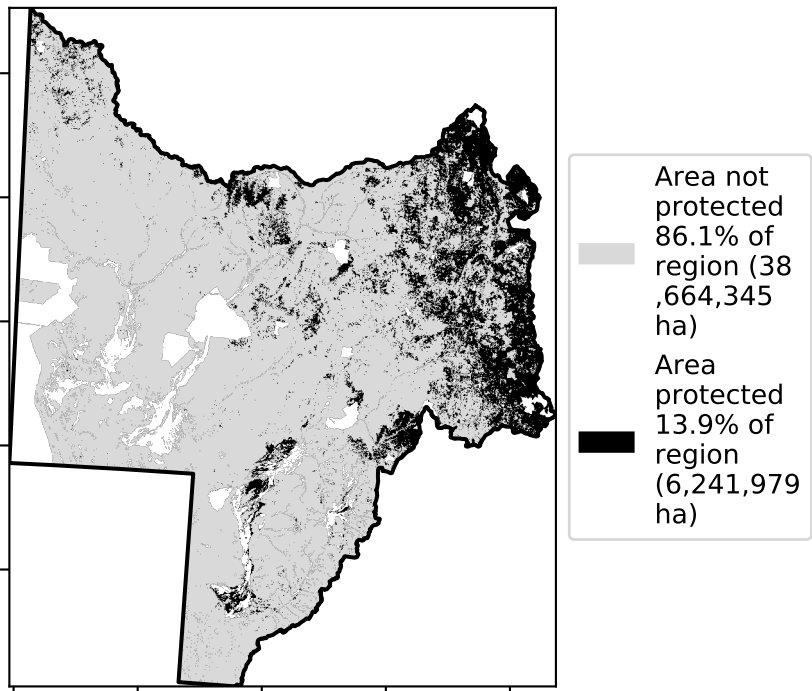 Area not
protected
86.1% of
region (38
,664,345
ha)
Area
protected
13.9% of
region
(6,241,979
ha)